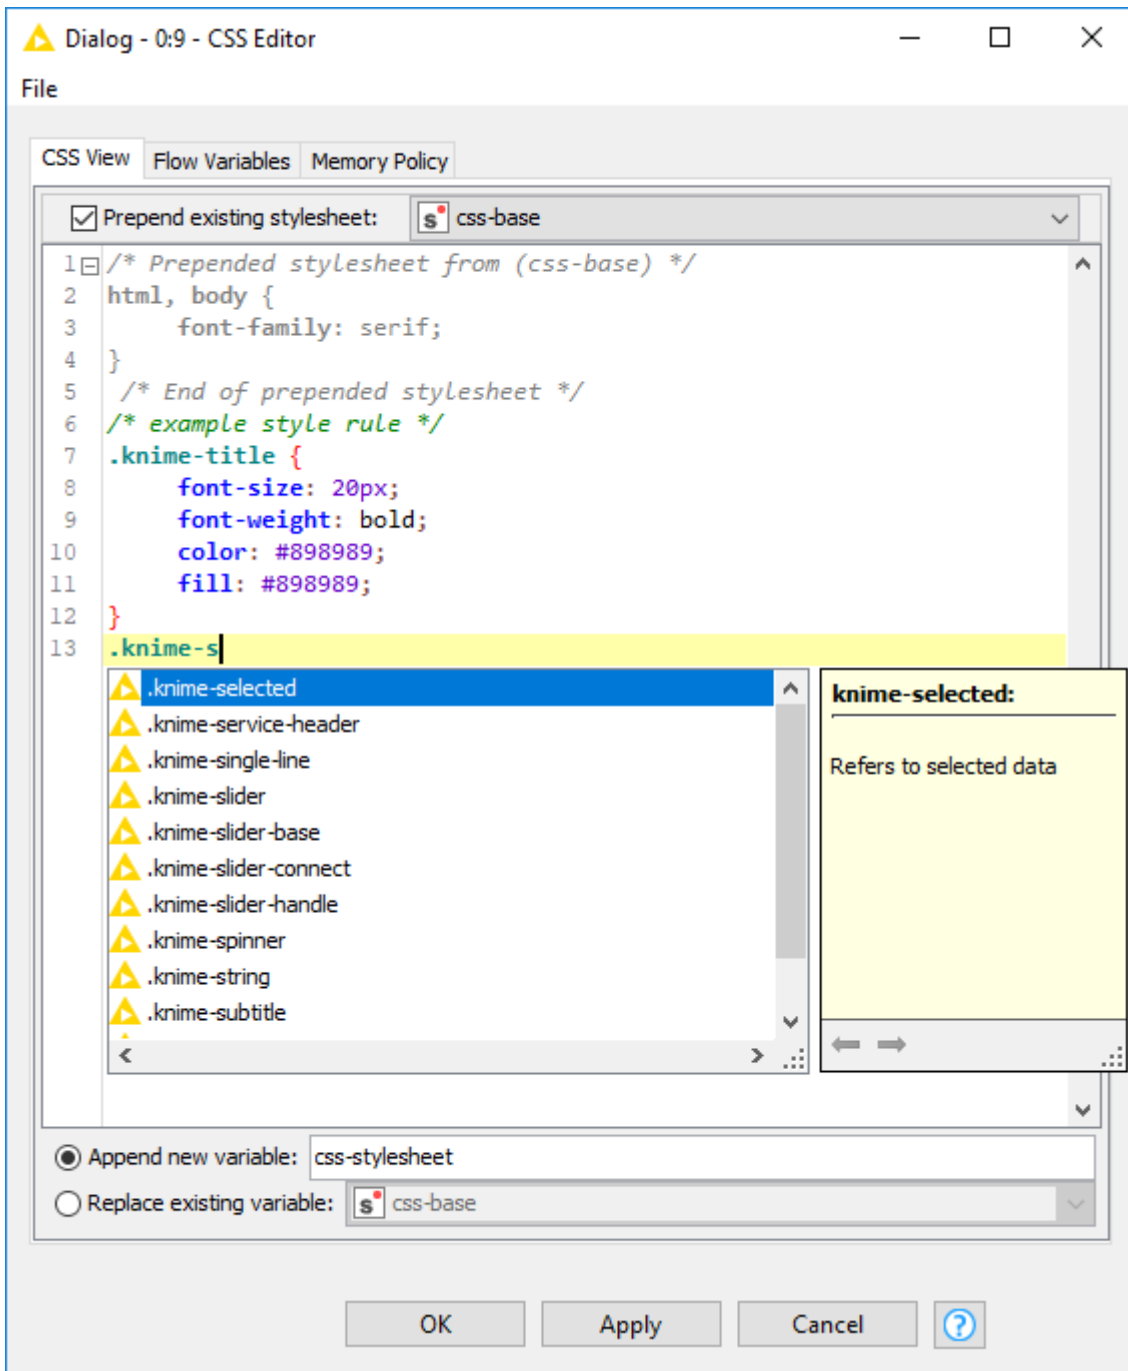 Dialog - 0:9 - CSS Editor
File
CSS View Flow Variables Memory Policy
Prepend existing stylesheet: s css-base
1 /* Prepended stylesheet from (css-base) */
2 html, body {
3 font-family: serif;
4 }
5 /* End of prepended stylesheet */
6 /* example style rule */
7 .knime-title {
8 font-size: 20px;
9 font-weight: bold;
10 color: #898989;
11 fill: #898989;
12 }
13 .knime-s
.knime-selected
.knime-service-header
.knime-single-line
.knime-slider
.knime-slider-base
.knime-slider-connect
.knime-slider-handle
.knime-spinner
.knime-string
.knime-subtitle
knime-selected:
Refers to selected data
Append new variable: css-stylesheet
Replace existing variable: s css-base
OK Apply Cancel ?